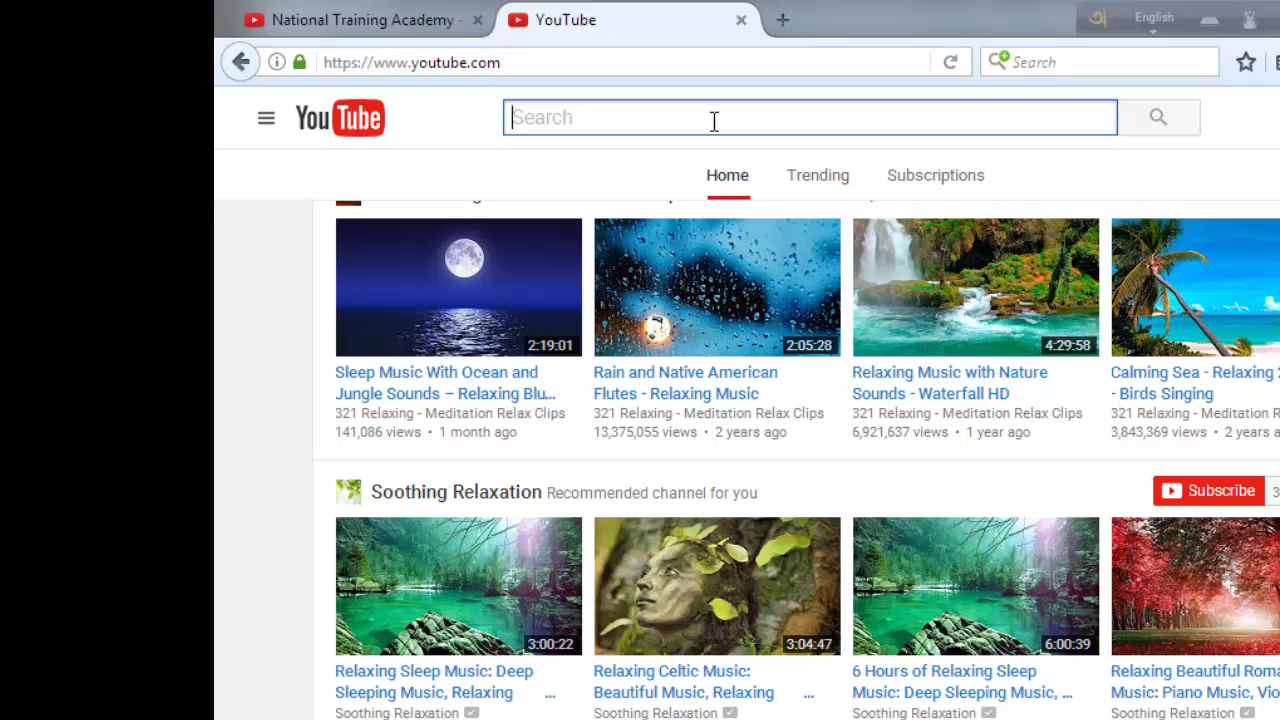 National Training Academy -
YouTube
English
https://www.youtube.com
Search
YouTube
Search
Home Trending Subscriptions
2:19:01
2:05:28
4:29:58
Sleep Music With Ocean and
Jungle Sounds – Relaxing Blu...
321 Relaxing - Meditation Relax Clips
141,086 views • 1 month ago
Rain and Native American
Flutes - Relaxing Music
321 Relaxing - Meditation Relax Clips
13,375,055 views • 2 years ago
Relaxing Music with Nature
Sounds - Waterfall HD
321 Relaxing - Meditation Relax Clips
6,921,637 views • 1 year ago
Calming Sea - Relaxing 2
- Birds Singing
321 Relaxing - Meditation R
3,843,369 views • 2 years a
Soothing Relaxation Recommended channel for you
Subscribe 3
3:00:22
3:04:47
6:00:39
Relaxing Sleep Music: Deep
Sleeping Music, Relaxing ...
Soothing Relaxation
Relaxing Celtic Music:
Beautiful Music, Relaxing ...
Soothing Relaxation
6 Hours of Relaxing Sleep
Music: Deep Sleeping Music, ...
Soothing Relaxation
Relaxing Beautiful Roma
Music: Piano Music, Vio
Soothing Relaxation